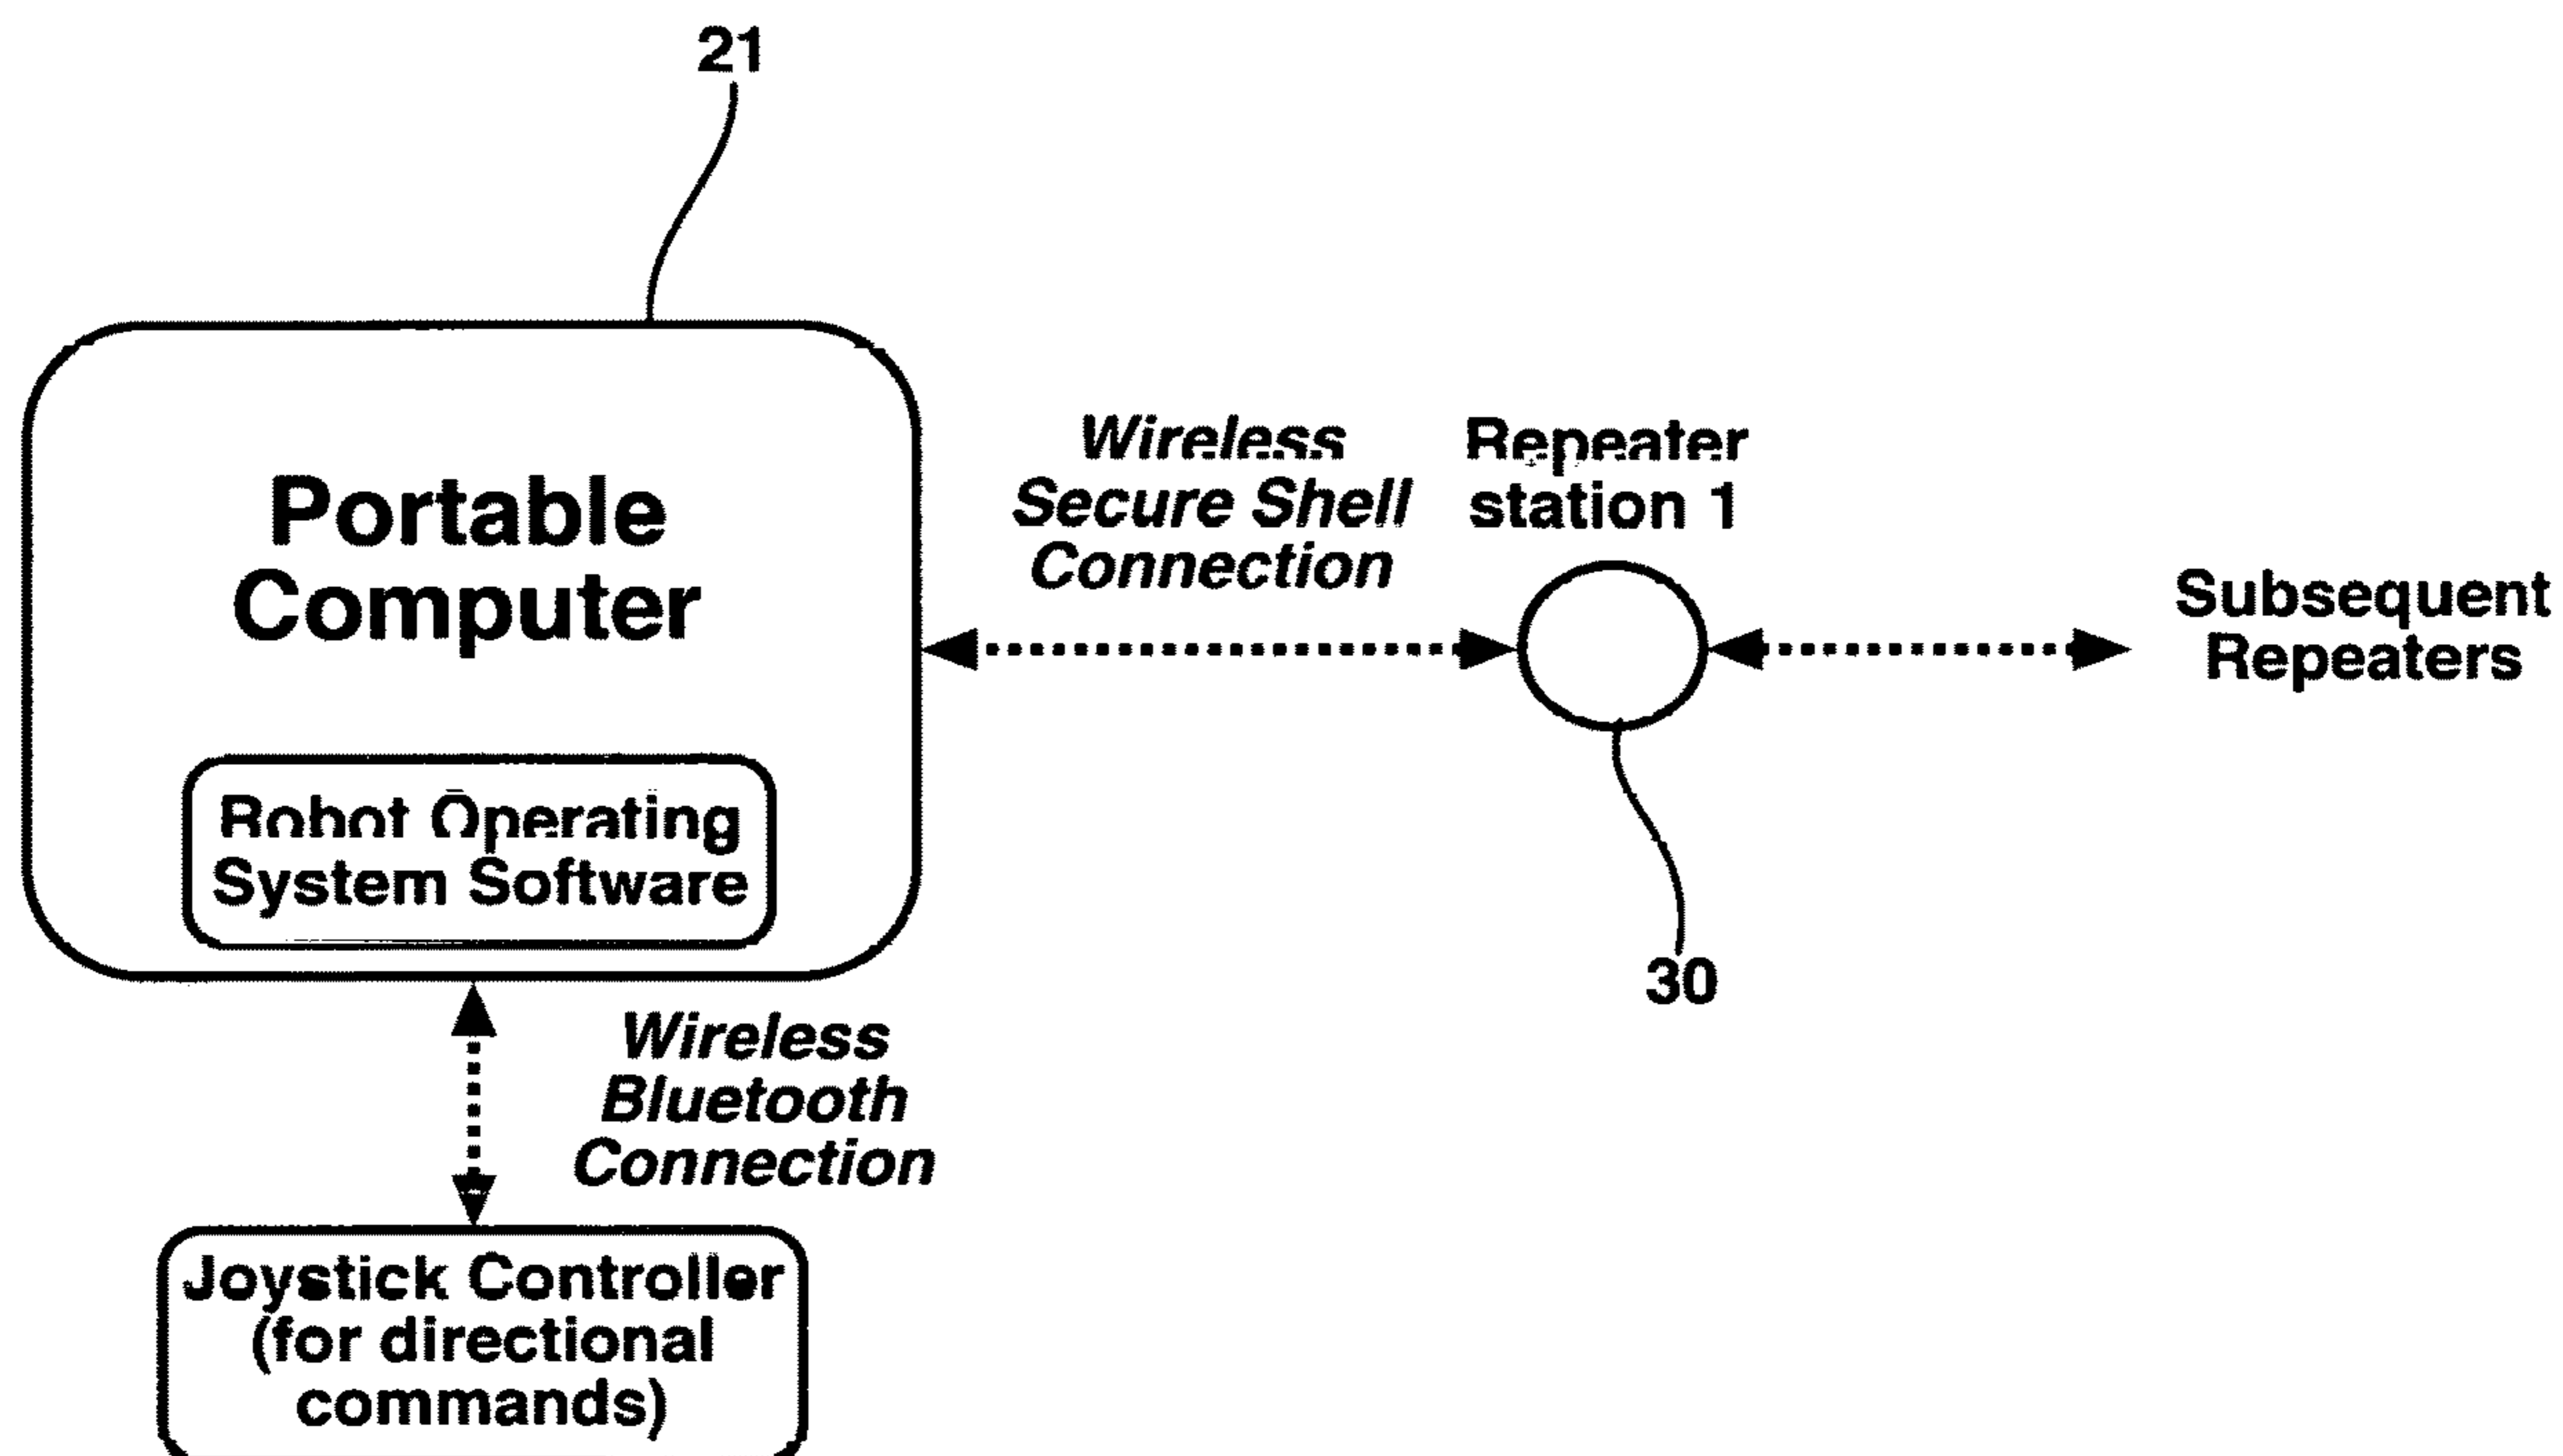 21
Portable
Computer
Robot Operating
System Software
Wireless
Secure Shell
Connection
Repeater
station 1
Subsequent
Repeaters
30
Wireless
Bluetooth
Connection
Joystick Controller
(for directional
commands)